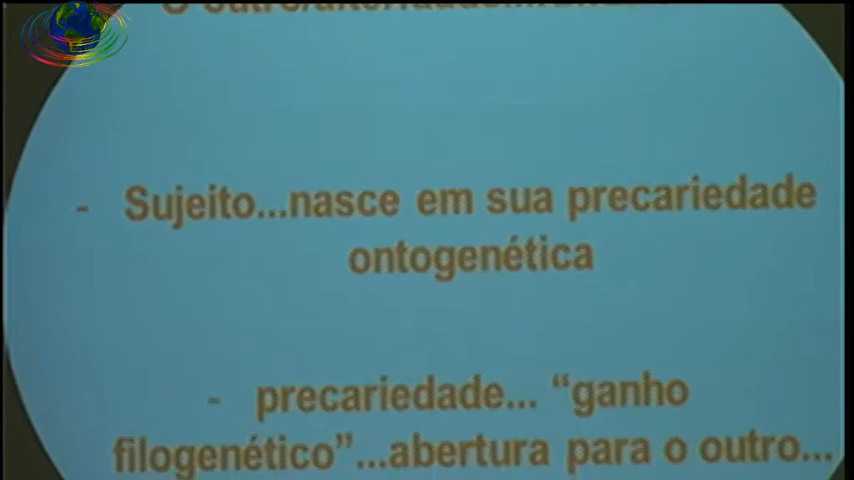 - Sujeito...nasce em sua precariedade
ontogenética
- precariedade... “ganho
filogenético”...abertura para o outro...